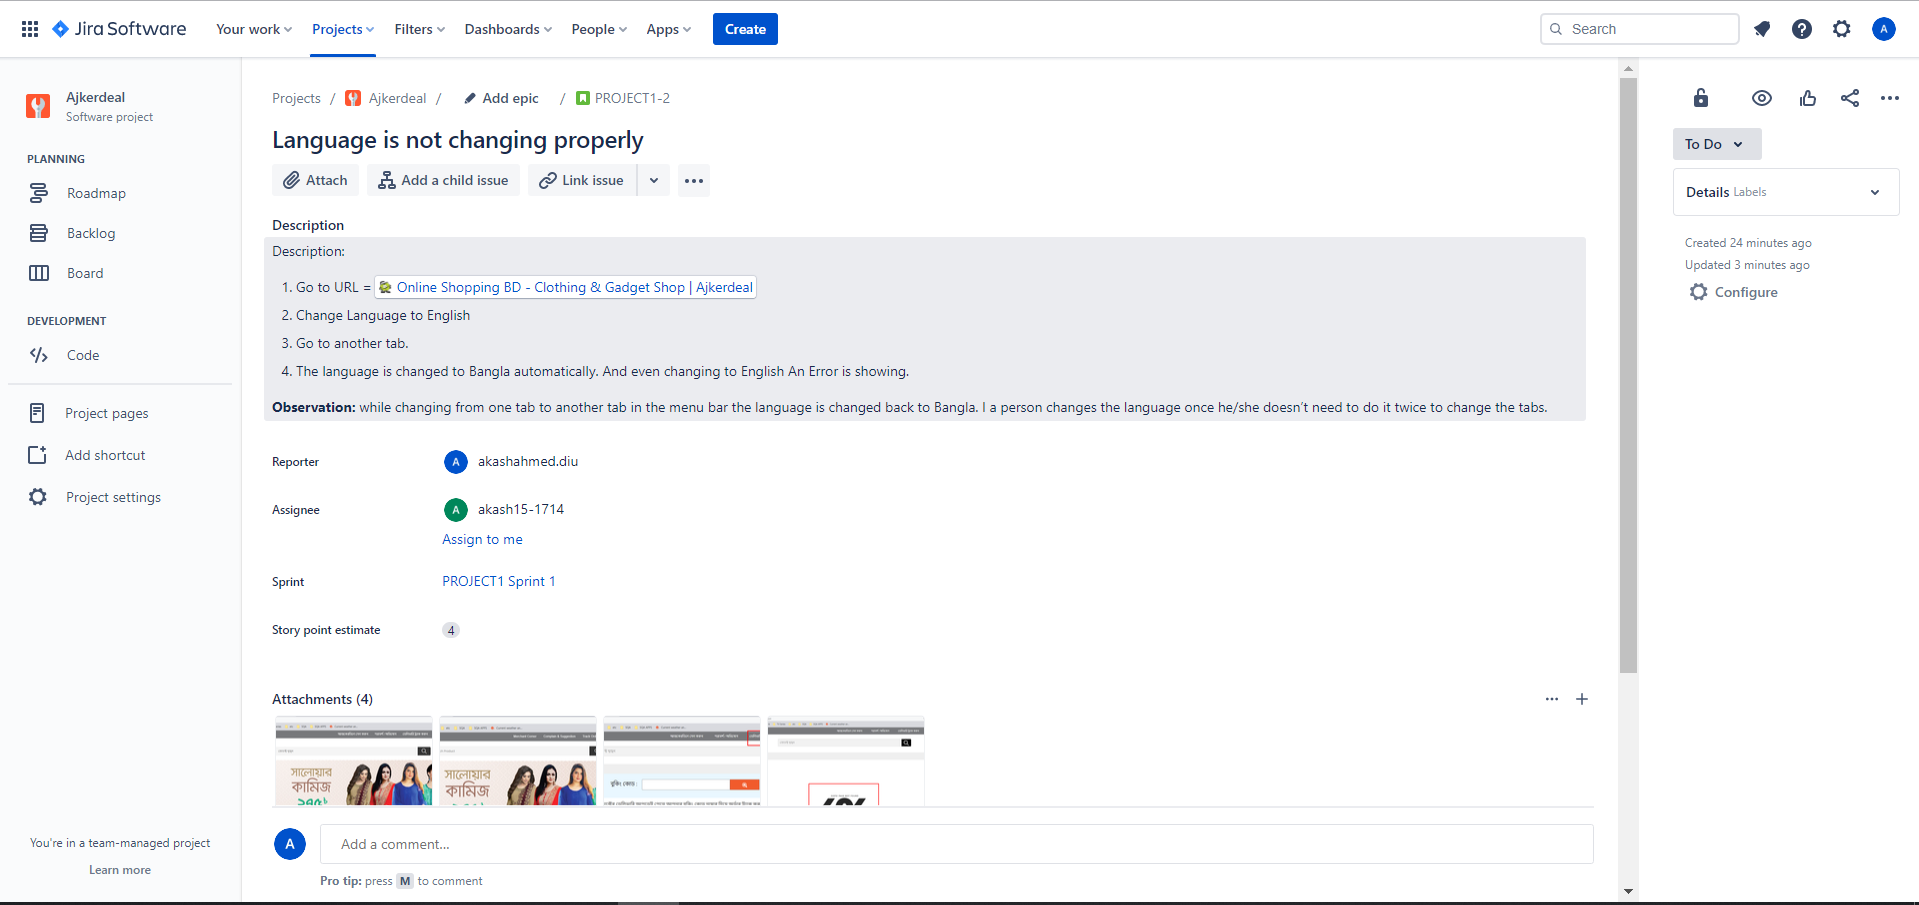 Jira Software
Your work
Projects
Filters
Dashboards
People
Apps
Create
Search
A
Ajkerdeal
Software project
PLANNING
Roadmap
Backlog
Board
DEVELOPMENT
Code
Project pages
Add shortcut
Project settings
You're in a team-managed project
Learn more
Projects / Ajkerdeal / Add epic / PROJECT1-2
Language is not changing properly
Attach
Add a child issue
Link issue
Description
Description:
1. Go to URL = Online Shopping BD - Clothing & Gadget Shop | Ajkerdeal
2. Change Language to English
3. Go to another tab.
4. The language is changed to Bangla automatically. And even changing to English An Error is showing.
Observation: while changing from one tab to another tab in the menu bar the language is changed back to Bangla. I a person changes the language once he/she doesn't need to do it twice to change the tabs.
Reporter
A akashahmed.diu
Assignee
A akash15-1714
Assign to me
Sprint
PROJECT1 Sprint 1
Story point estimate
4
Attachments (4)
সালোয়ার
কামিজ
সালোয়ার
কামিজ
A
Add a comment...
Pro tip: press M to comment
To Do
Details Labels
Created 24 minutes ago
Updated 3 minutes ago
Configure